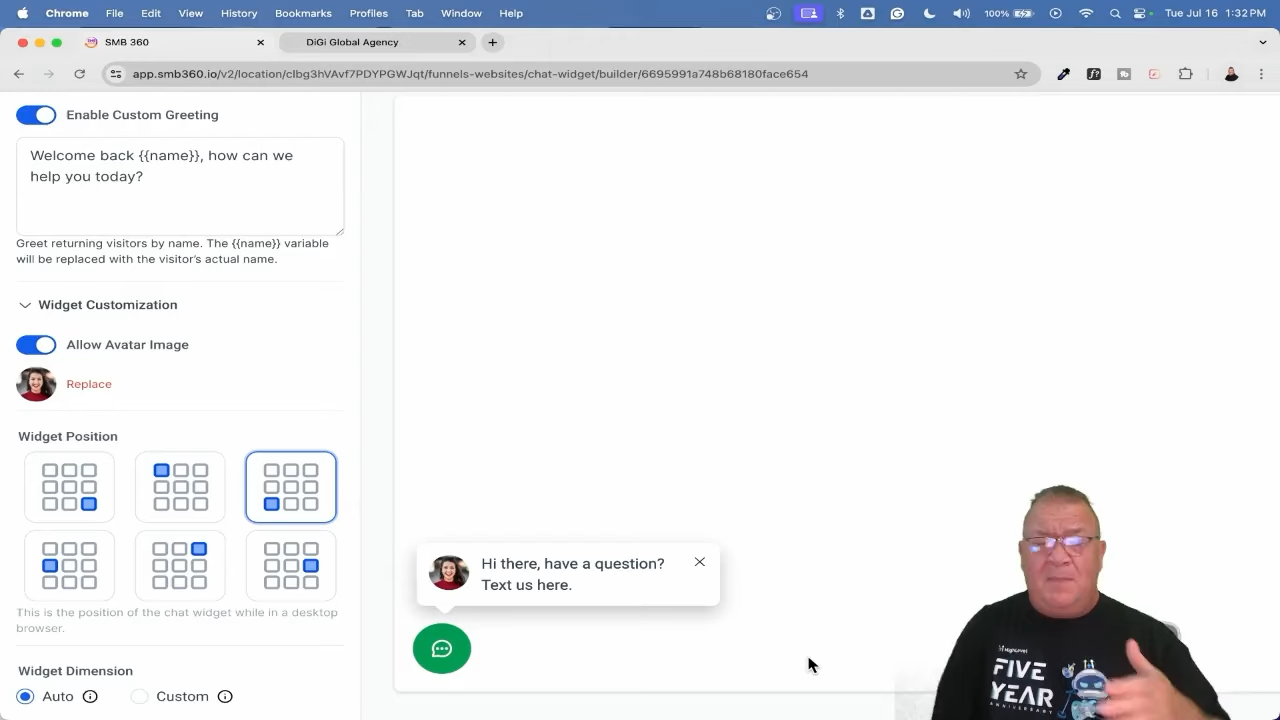 Chrome File Edit View History Bookmarks Profiles Tab Window Help 100% Tue Jul 16 1:32 PM
SMB 360 DiGi Global Agency
app.smb360.io/v2/location/clbg3hVAvf7PDYPGWJqt/funnels-websites/chat-widget/builder/6695991a748b68180face654
Enable Custom Greeting
Welcome back {{name}}, how can we
help you today?
Greet returning visitors by name. The {{name}} variable
will be replaced with the visitor's actual name.
Widget Customization
Allow Avatar Image
Replace
Widget Position
This is the position of the chat widget while in a desktop
browser.
Widget Dimension
Auto Custom
Hi there, have a question?
Text us here.
HighLevel
FIVE
YEAR
ANNIVERSARY